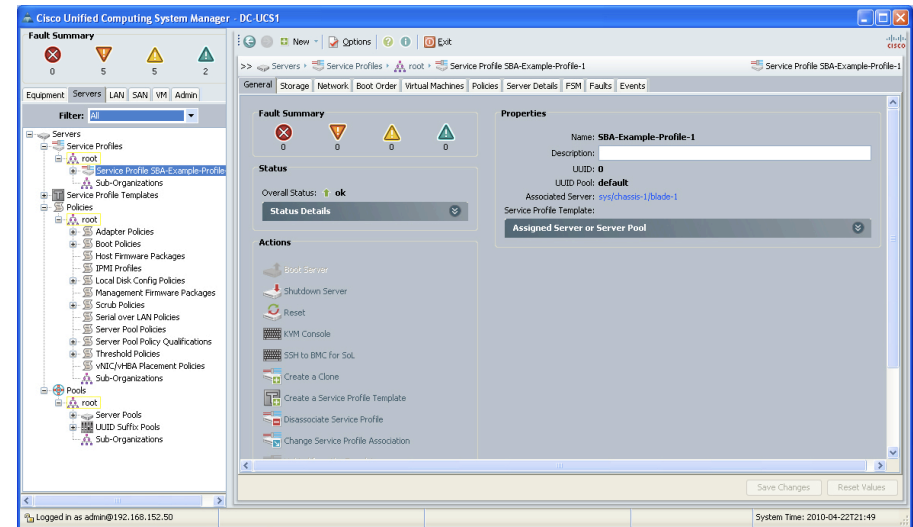 Cisco Unified Computing System Manager - DC-UCS1
Fault Summary
0 5 5 2
Equipment Servers LAN SAN VM Admin
Filter: All
Servers
Service Profiles
root
Service Profile SBA-Example-Profile
Sub-Organizations
Service Profile Templates
Policies
root
Adapter Policies
Boot Policies
Host Firmware Packages
IPMI Profiles
Local Disk Config Policies
Management Firmware Packages
Scrub Policies
Serial over LAN Policies
Server Pool Policies
Server Pool Policy Qualifications
Threshold Policies
vNIC/vHBA Placement Policies
Sub-Organizations
Pools
root
Server Pools
UUID Suffix Pools
Sub-Organizations
New Options Exit
CISCO
>> Servers Service Profiles root Service Profile SBA-Example-Profile-1
Service Profile SBA-Example-Profile-1
General Storage Network Boot Order Virtual Machines Policies Server Details FSM Faults Events
Fault Summary
0 0 0 0
Status
Overall Status: ok
Status Details
Actions
Boot Server
Shutdown Server
Reset
KVM Console
SSH to BMC for SoL
Create a Clone
Create a Service Profile Template
Disassociate Service Profile
Change Service Profile Association
Properties
Name: SBA-Example-Profile-1
Description:
UUID: 0
UUID Pool: default
Associated Server: sys/chassis-1/blade-1
Service Profile Template:
Assigned Server or Server Pool
Save Changes Reset Values
Logged in as admin@192.168.152.50
System Time: 2010-04-22T21:49